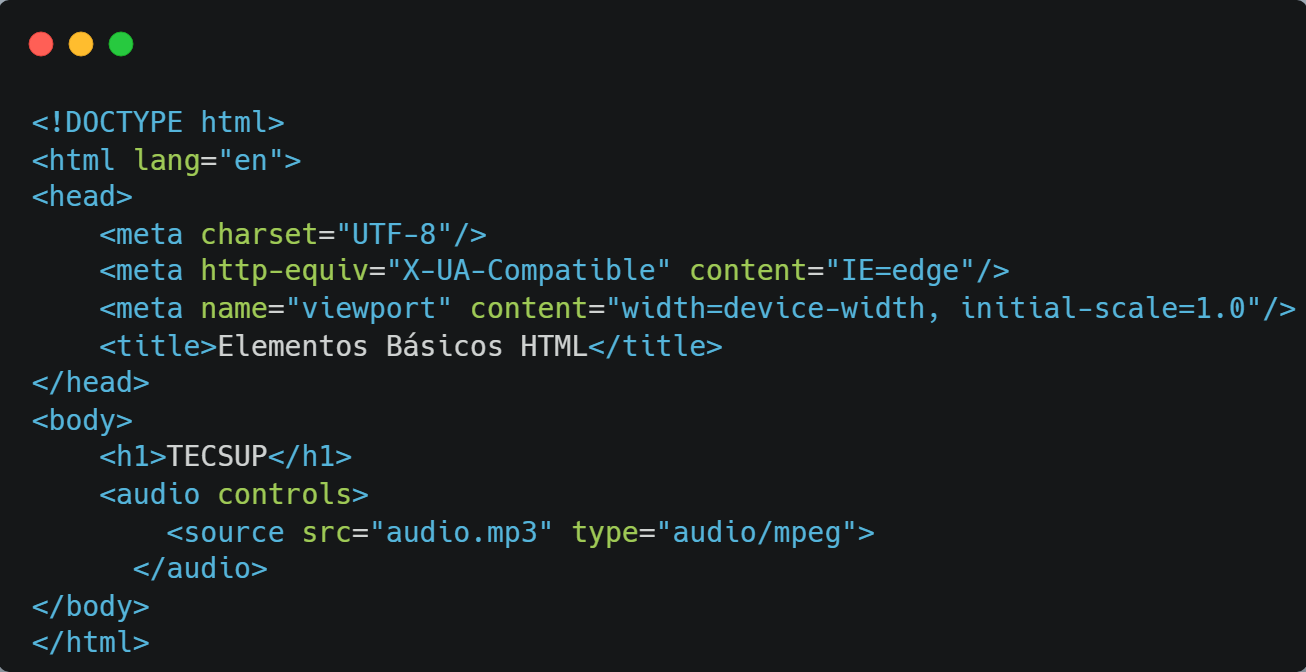 <!DOCTYPE html>
<html lang="en">
<head>
    <meta charset="UTF-8"/>
    <meta http-equiv="X-UA-Compatible" content="IE=edge"/>
    <meta name="viewport" content="width=device-width, initial-scale=1.0"/>
    <title>Elementos Básicos HTML</title>
</head>
<body>
    <h1>TECSUP</h1>
    <audio controls>
        <source src="audio.mp3" type="audio/mpeg">
      </audio>
</body>
</html>